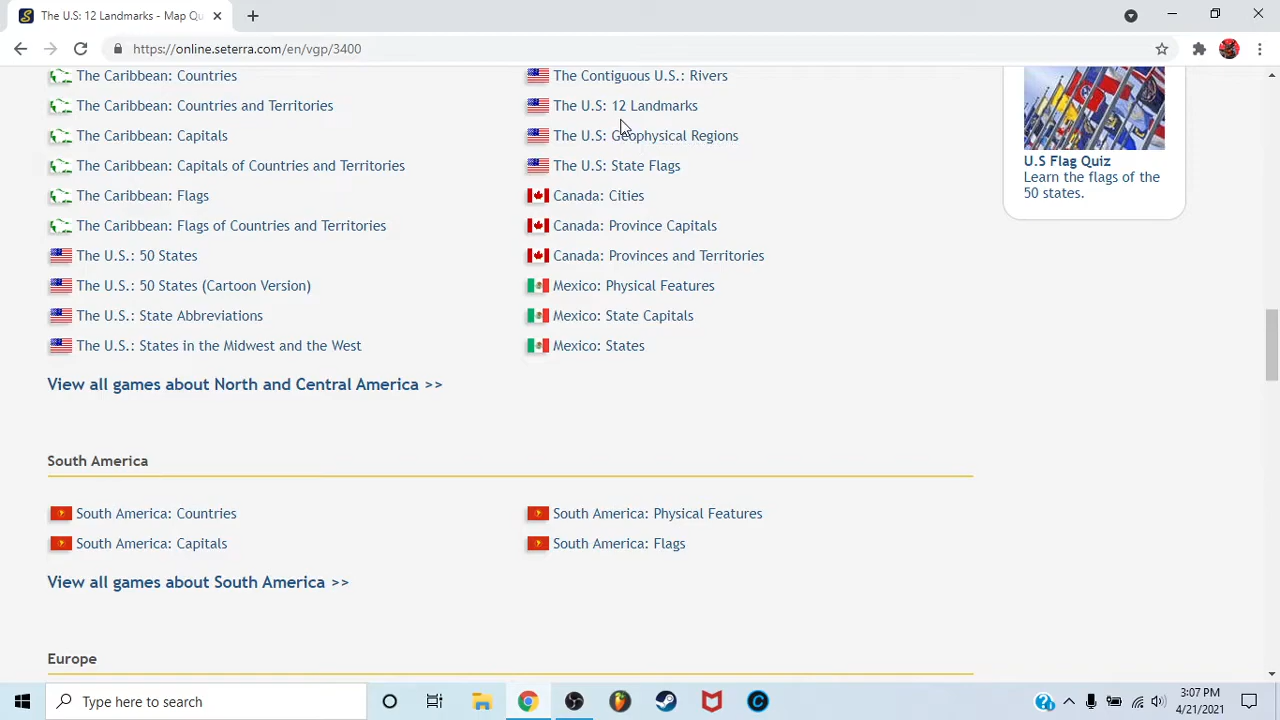 The U.S: 12 Landmarks - Map Qu
https://online.seterra.com/en/vgp/3400
The Caribbean: Countries
The Caribbean: Countries and Territories
The Caribbean: Capitals
The Caribbean: Capitals of Countries and Territories
The Caribbean: Flags
The Caribbean: Flags of Countries and Territories
The U.S.: 50 States
The U.S.: 50 States (Cartoon Version)
The U.S.: State Abbreviations
The U.S.: States in the Midwest and the West
The Contiguous U.S.: Rivers
The U.S: 12 Landmarks
The U.S: Geophysical Regions
The U.S: State Flags
Canada: Cities
Canada: Province Capitals
Canada: Provinces and Territories
Mexico: Physical Features
Mexico: State Capitals
Mexico: States
View all games about North and Central America >>
U.S Flag Quiz
Learn the flags of the
50 states.
South America
South America: Countries
South America: Capitals
South America: Physical Features
South America: Flags
View all games about South America >>
Europe
Type here to search
3:07 PM
4/21/2021